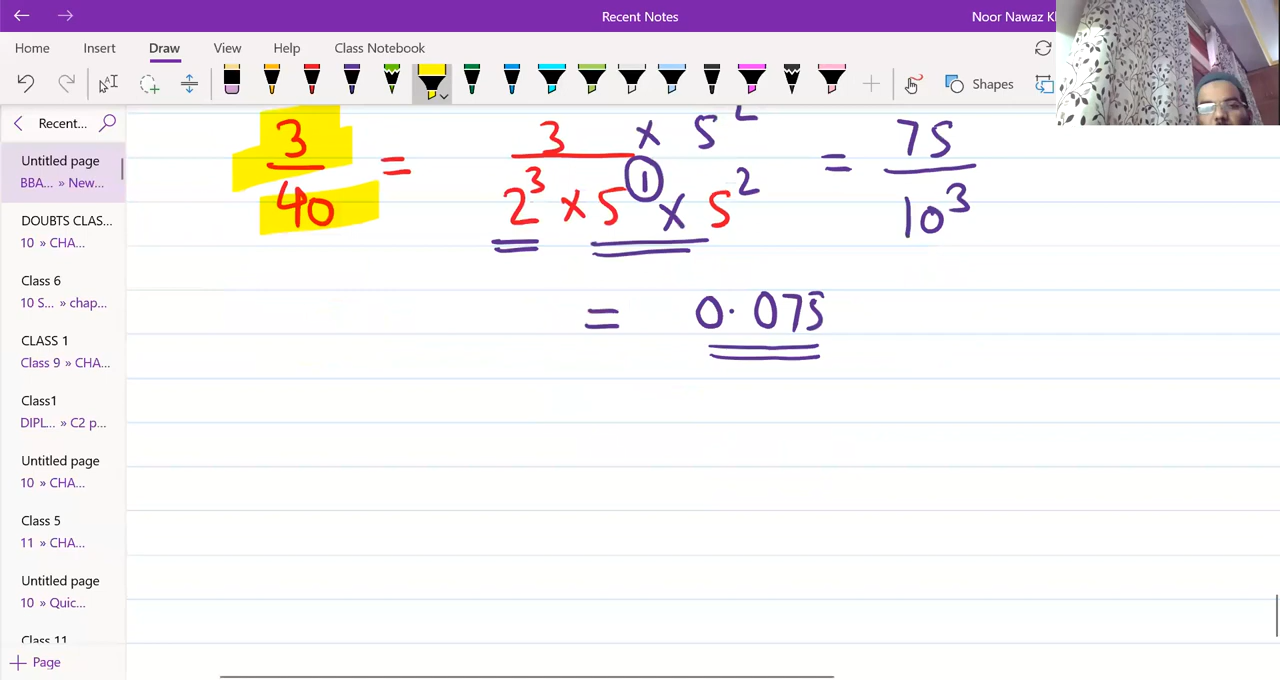 Recent Notes
Noor Nawaz Kh
Home Insert Draw View Help Class Notebook
Shapes
Recent...
Untitled page
BBA... » New...
DOUBTS CLAS...
10 » CHA...
Class 6
10 S... » chap...
CLASS 1
Class 9 » CHA...
Class1
DIPL... » C2 p...
Untitled page
10 » CHA...
Class 5
11 » CHA...
Untitled page
10 » Quic...
Class 11
+ Page
3/40 = 3 × 5² / 2³ × 5¹ × 5² = 75/10³
= 0.075